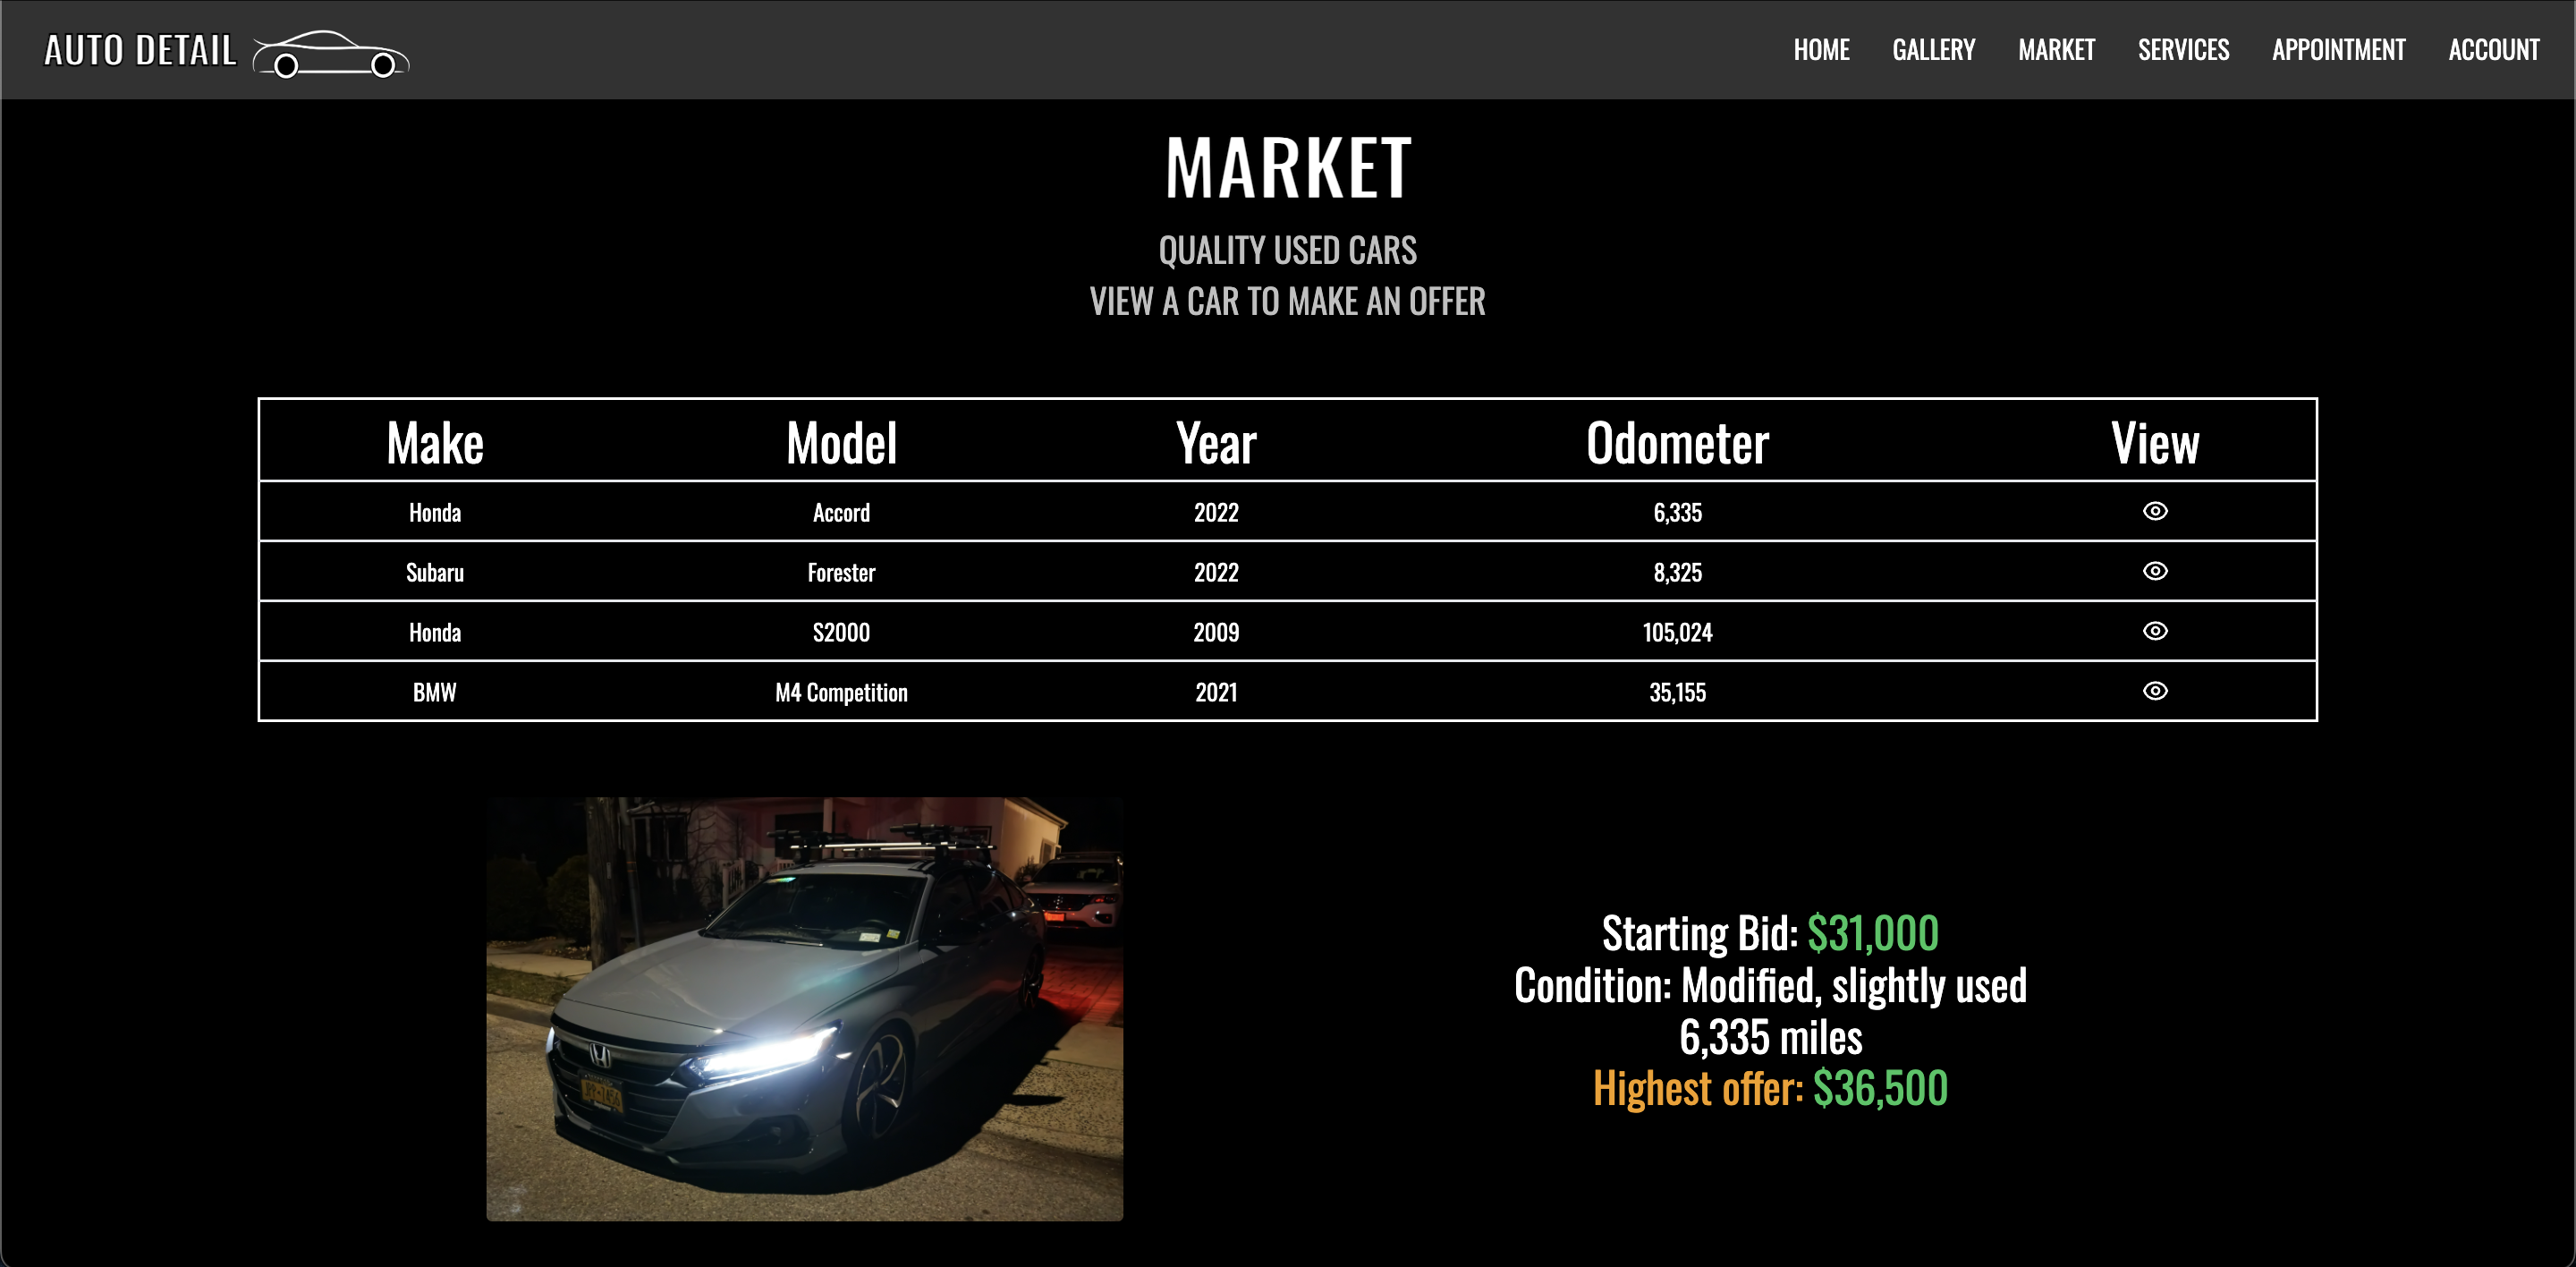 AUTO DETAIL
HOME GALLERY MARKET SERVICES APPOINTMENT ACCOUNT
MARKET
QUALITY USED CARS
VIEW A CAR TO MAKE AN OFFER
Make Model Year Odometer View
Honda Accord 2022 6,335
Subaru Forester 2022 8,325
Honda S2000 2009 105,024
BMW M4 Competition 2021 35,155
Starting Bid: $31,000
Condition: Modified, slightly used
6,335 miles
Highest offer: $36,500